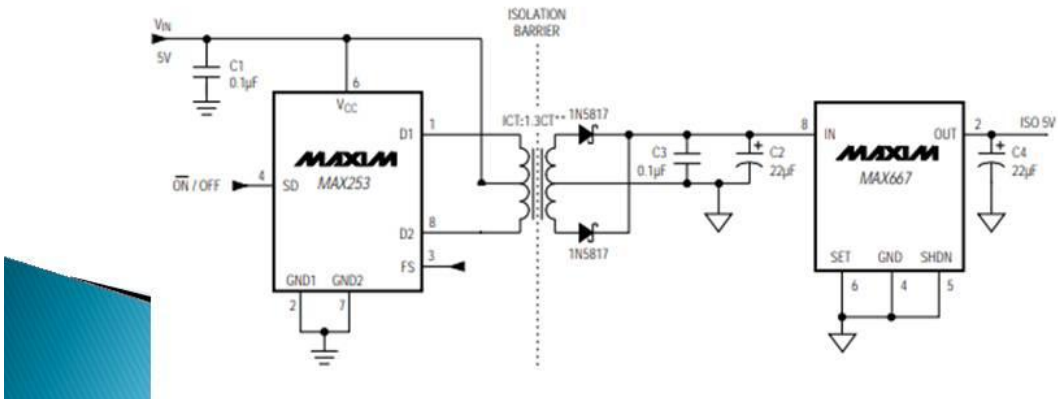 ISOLATION
BARRIER
VIN
5V
C1
0.1µF
6
VCC
D1
1
ICT:1.3CT**
1N5817
MAXIM
MAX253
ON / OFF
4
SD
D2
8
FS
3
GND1
GND2
2
7
1N5817
C3
0.1µF
C2
22µF
8
IN
OUT
2
ISO 5V
MAXIM
MAX667
C4
22µF
SET
GND
SHDN
6
4
5